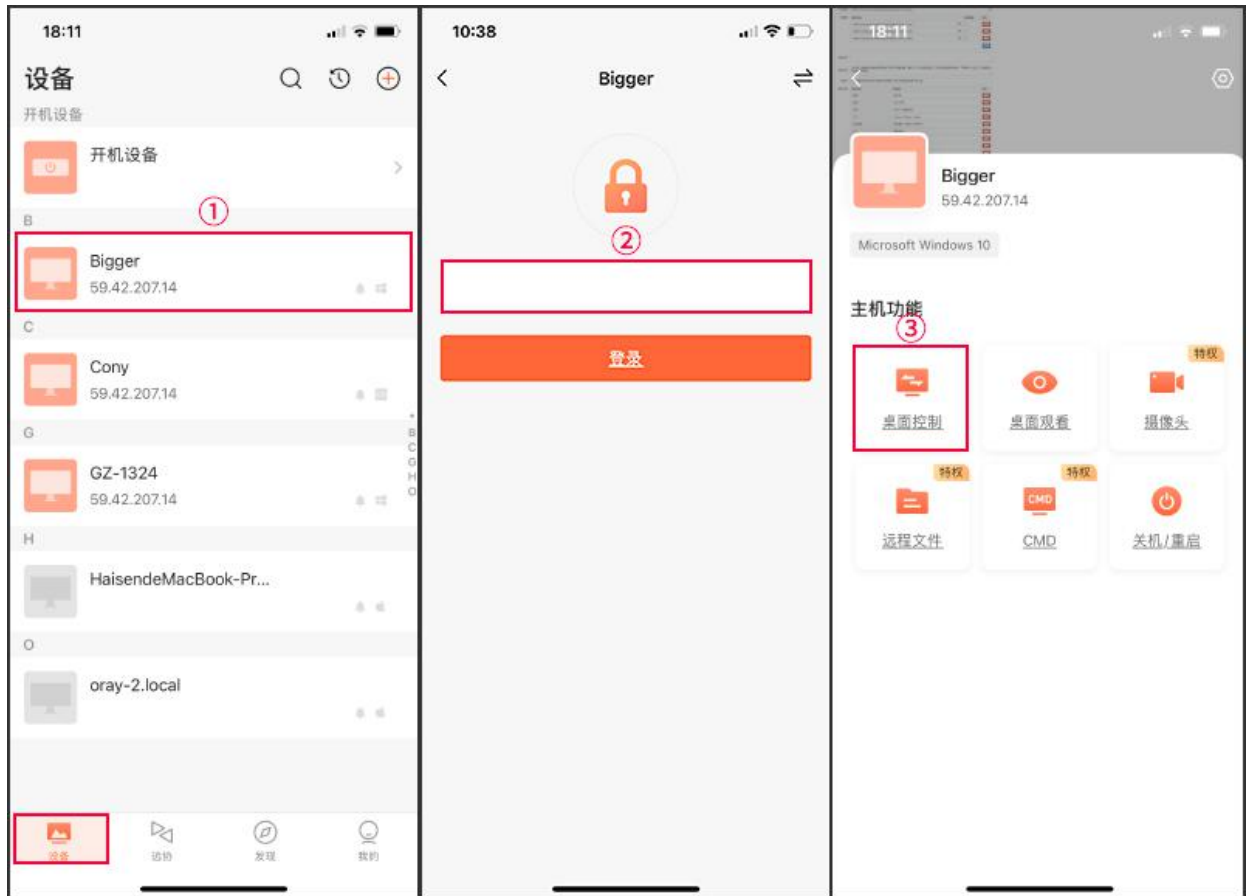 18:11
设备
开机设备
开机设备
①
B
Bigger
59.42.207.14
C
Cony
59.42.207.14
G
GZ-1324
59.42.207.14
H
HaisendeMacBook-Pr...
O
oray-2.local
B
C
G
H
O
设备
远协
发现
我的
10:38
Bigger
②
登录
18:11
Bigger
59.42.207.14
Microsoft Windows 10
主机功能
③
特权
桌面控制
桌面观看
摄像头
特权
特权
CMD
远程文件
CMD
关机/重启